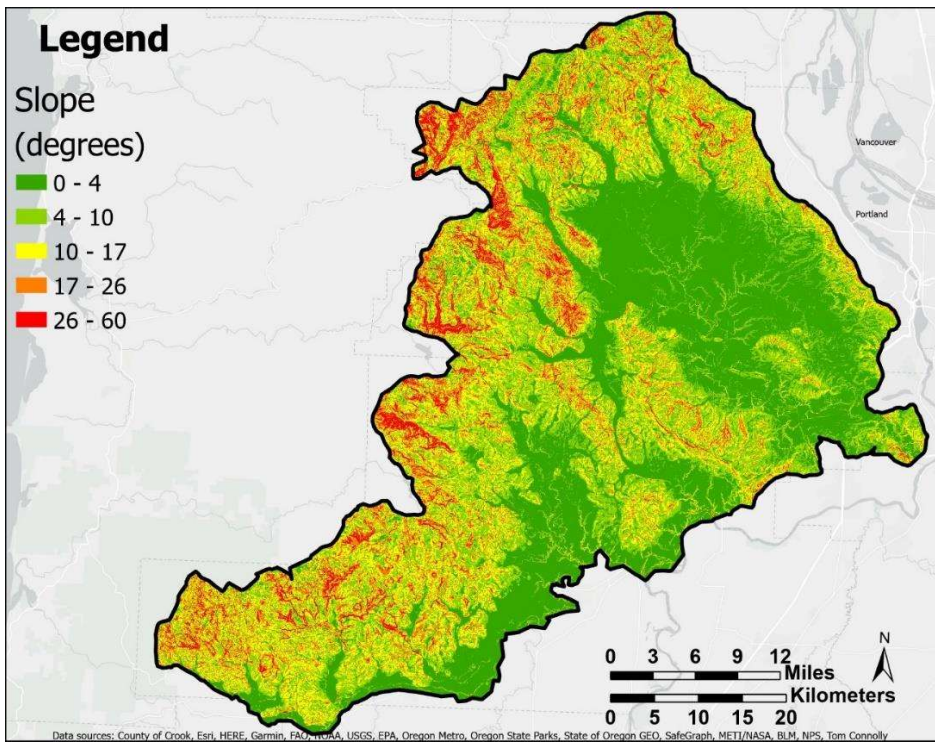 Legend
Slope
(degrees)
0 - 4
4 - 10
10 - 17
17 - 26
26 - 60
Vancouver
Portland
N
0 3 6 9 12
Miles
Kilometers
0 5 10 15 20
Data sources: County of Crook, Esri, HERE, Garmin, FAO, NOAA, USGS, EPA, Oregon Metro, Oregon State Parks, State of Oregon GEO, SafeGraph, METI/NASA, BLM, NPS, Tom Connolly